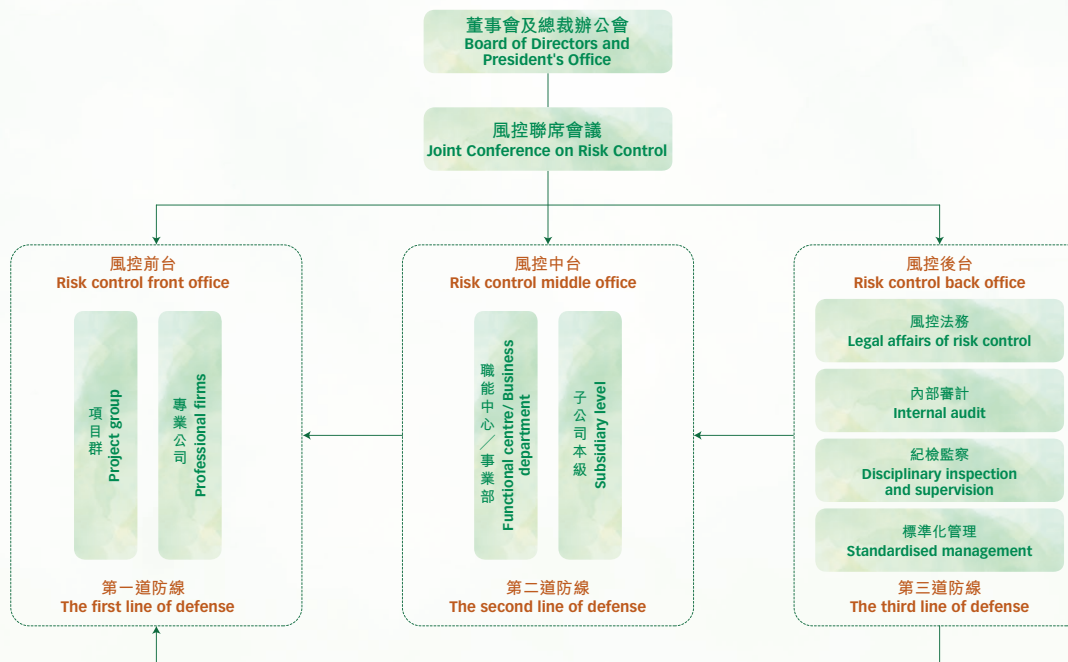 董事會及總裁辦公會
Board of Directors and
President's Office
風控聯席會議
Joint Conference on Risk Control
風控前台
Risk control front office
項目群
Project group
專業公司
Professional firms
第一道防線
The first line of defense
風控中台
Risk control middle office
職能中心／事業部
Functional centre/ Business
department
子公司本級
Subsidiary level
第二道防線
The second line of defense
風控後台
Risk control back office
風控法務
Legal affairs of risk control
內部審計
Internal audit
紀檢監察
Disciplinary inspection
and supervision
標準化管理
Standardised management
第三道防線
The third line of defense